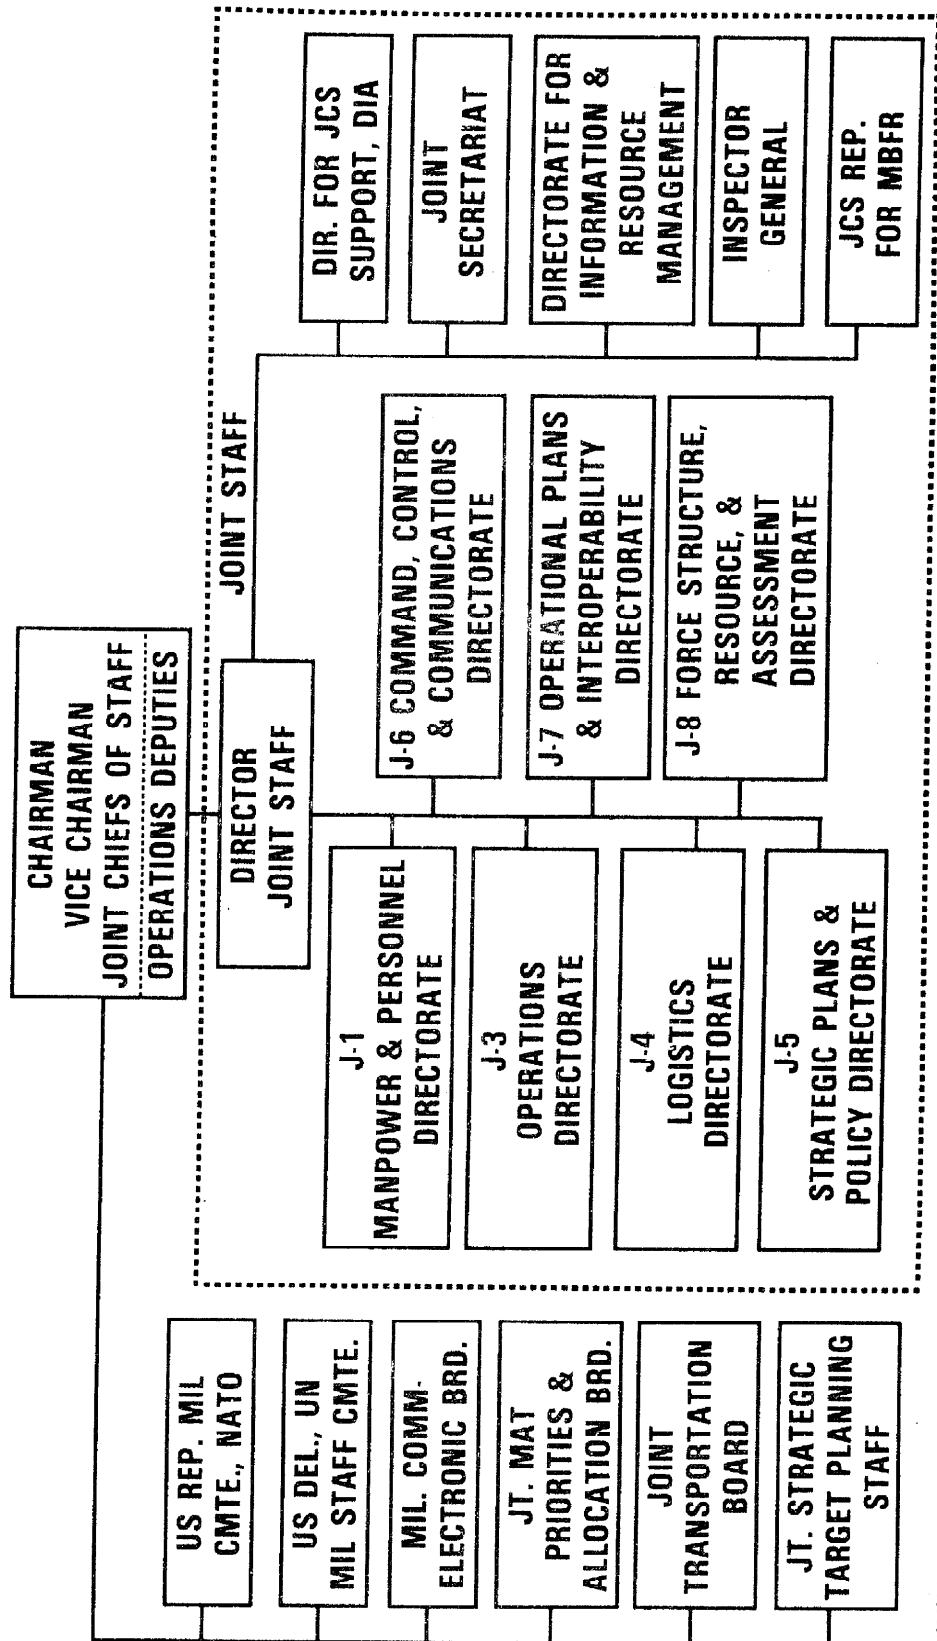 CHAIRMAN
VICE CHAIRMAN
JOINT CHIEFS OF STAFF
OPERATIONS DEPUTIES
JOINT STAFF
DIRECTOR
JOINT STAFF
US REP. MIL
CMTE., NATO
US DEL., UN
MIL STAFF CMTE.
MIL. COMM-
ELECTRONIC BRD.
JT. MAT
PRIORITIES &
ALLOCATION BRD.
JOINT
TRANSPORTATION
BOARD
JT. STRATEGIC
TARGET PLANNING
STAFF
J-1
MANPOWER & PERSONNEL
DIRECTORATE
J-3
OPERATIONS
DIRECTORATE
J-4
LOGISTICS
DIRECTORATE
J-5
STRATEGIC PLANS &
POLICY DIRECTORATE
J-6 COMMAND, CONTROL,
& COMMUNICATIONS
DIRECTORATE
J-7 OPERATIONAL PLANS
& INTEROPERABILITY
DIRECTORATE
J-8 FORCE STRUCTURE,
RESOURCE, &
ASSESSMENT
DIRECTORATE
DIR. FOR JCS
SUPPORT, DIA
JOINT
SECRETARIAT
DIRECTORATE FOR
INFORMATION &
RESOURCE
MANAGEMENT
INSPECTOR
GENERAL
JCS REP.
FOR MBFR